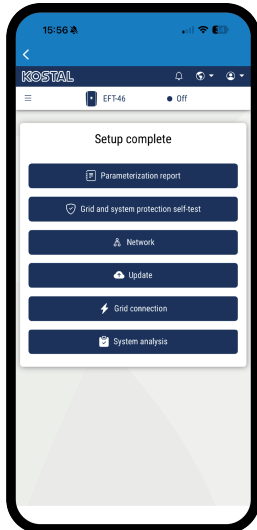 15:56
KOSTAL
EFT-46 Off
Setup complete
Parameterization report
Grid and system protection self-test
Network
Update
Grid connection
System analysis